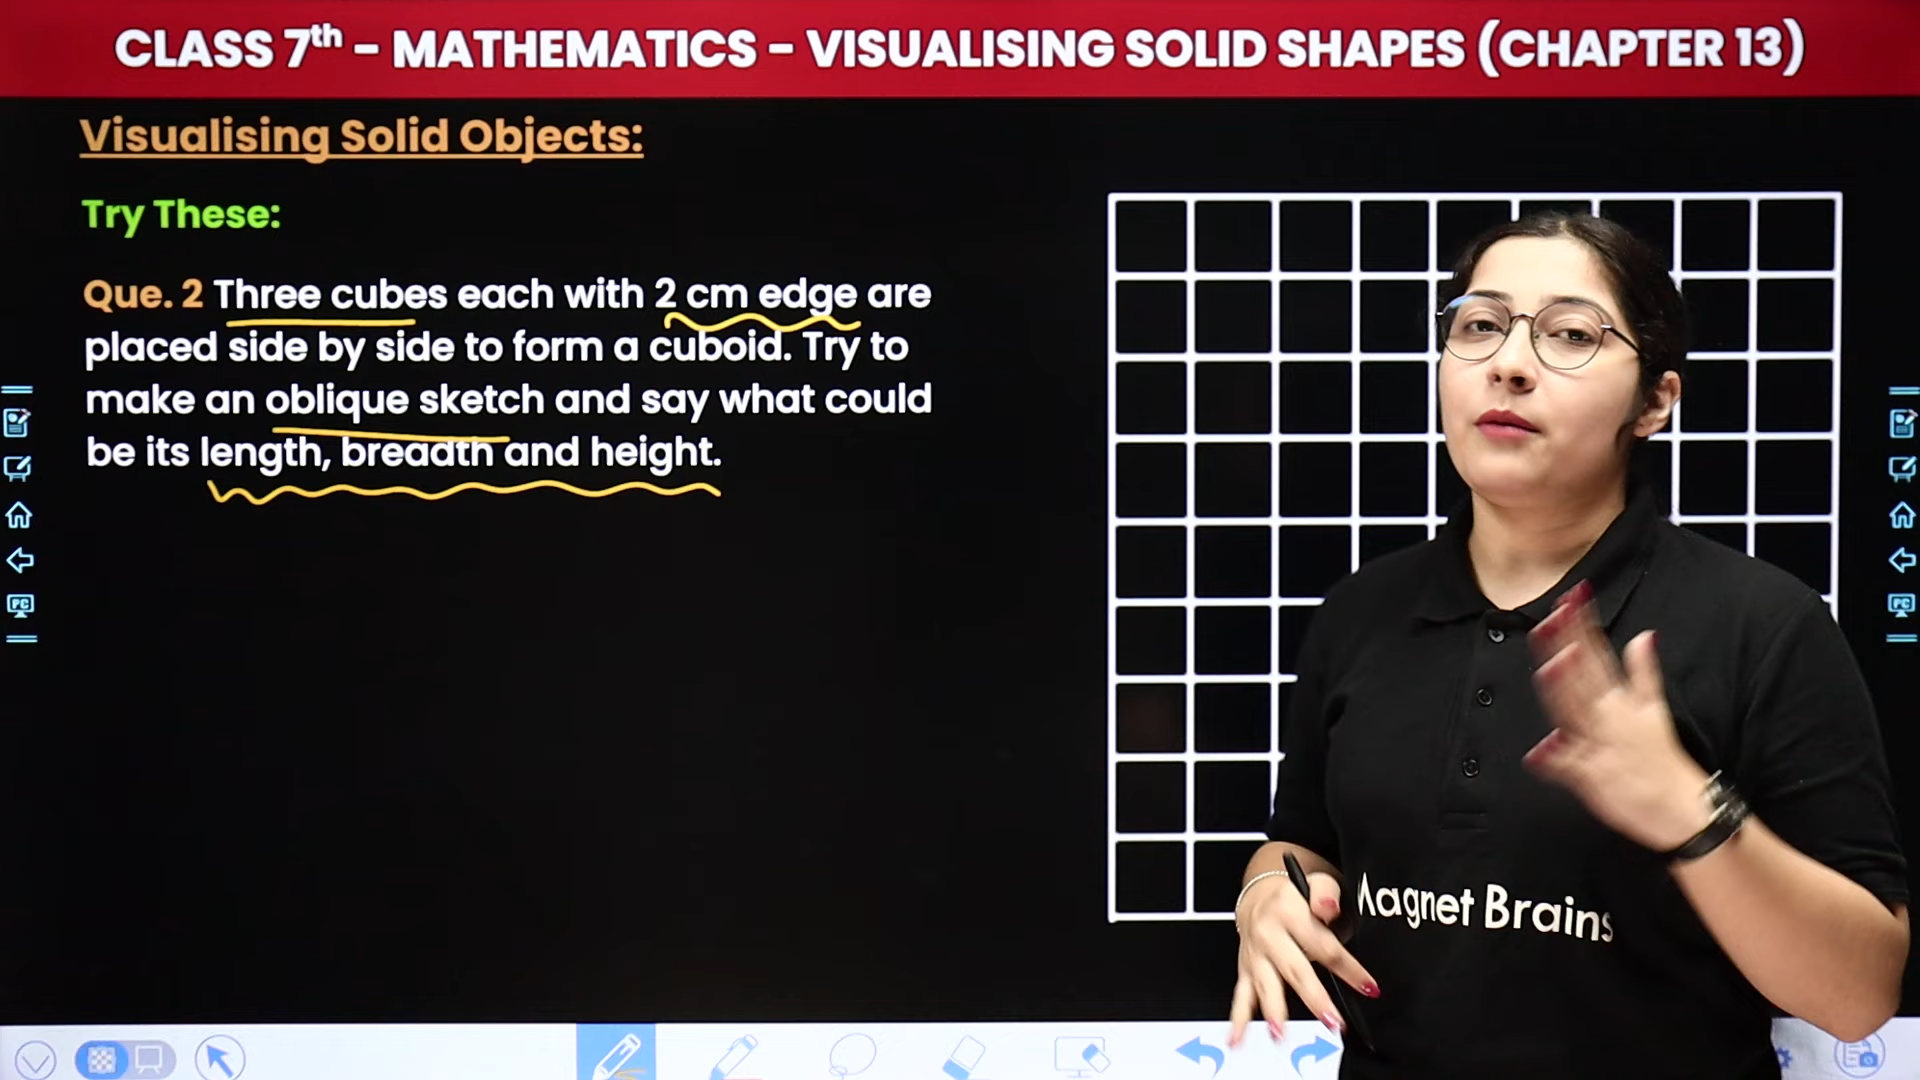 CLASS 7th - MATHEMATICS - VISUALISING SOLID SHAPES (CHAPTER 13)
Visualising Solid Objects:
Try These:
Que. 2 Three cubes each with 2 cm edge are
placed side by side to form a cuboid. Try to
make an oblique sketch and say what could
be its length, breadth and height.
PC
PC
Magnet Brains